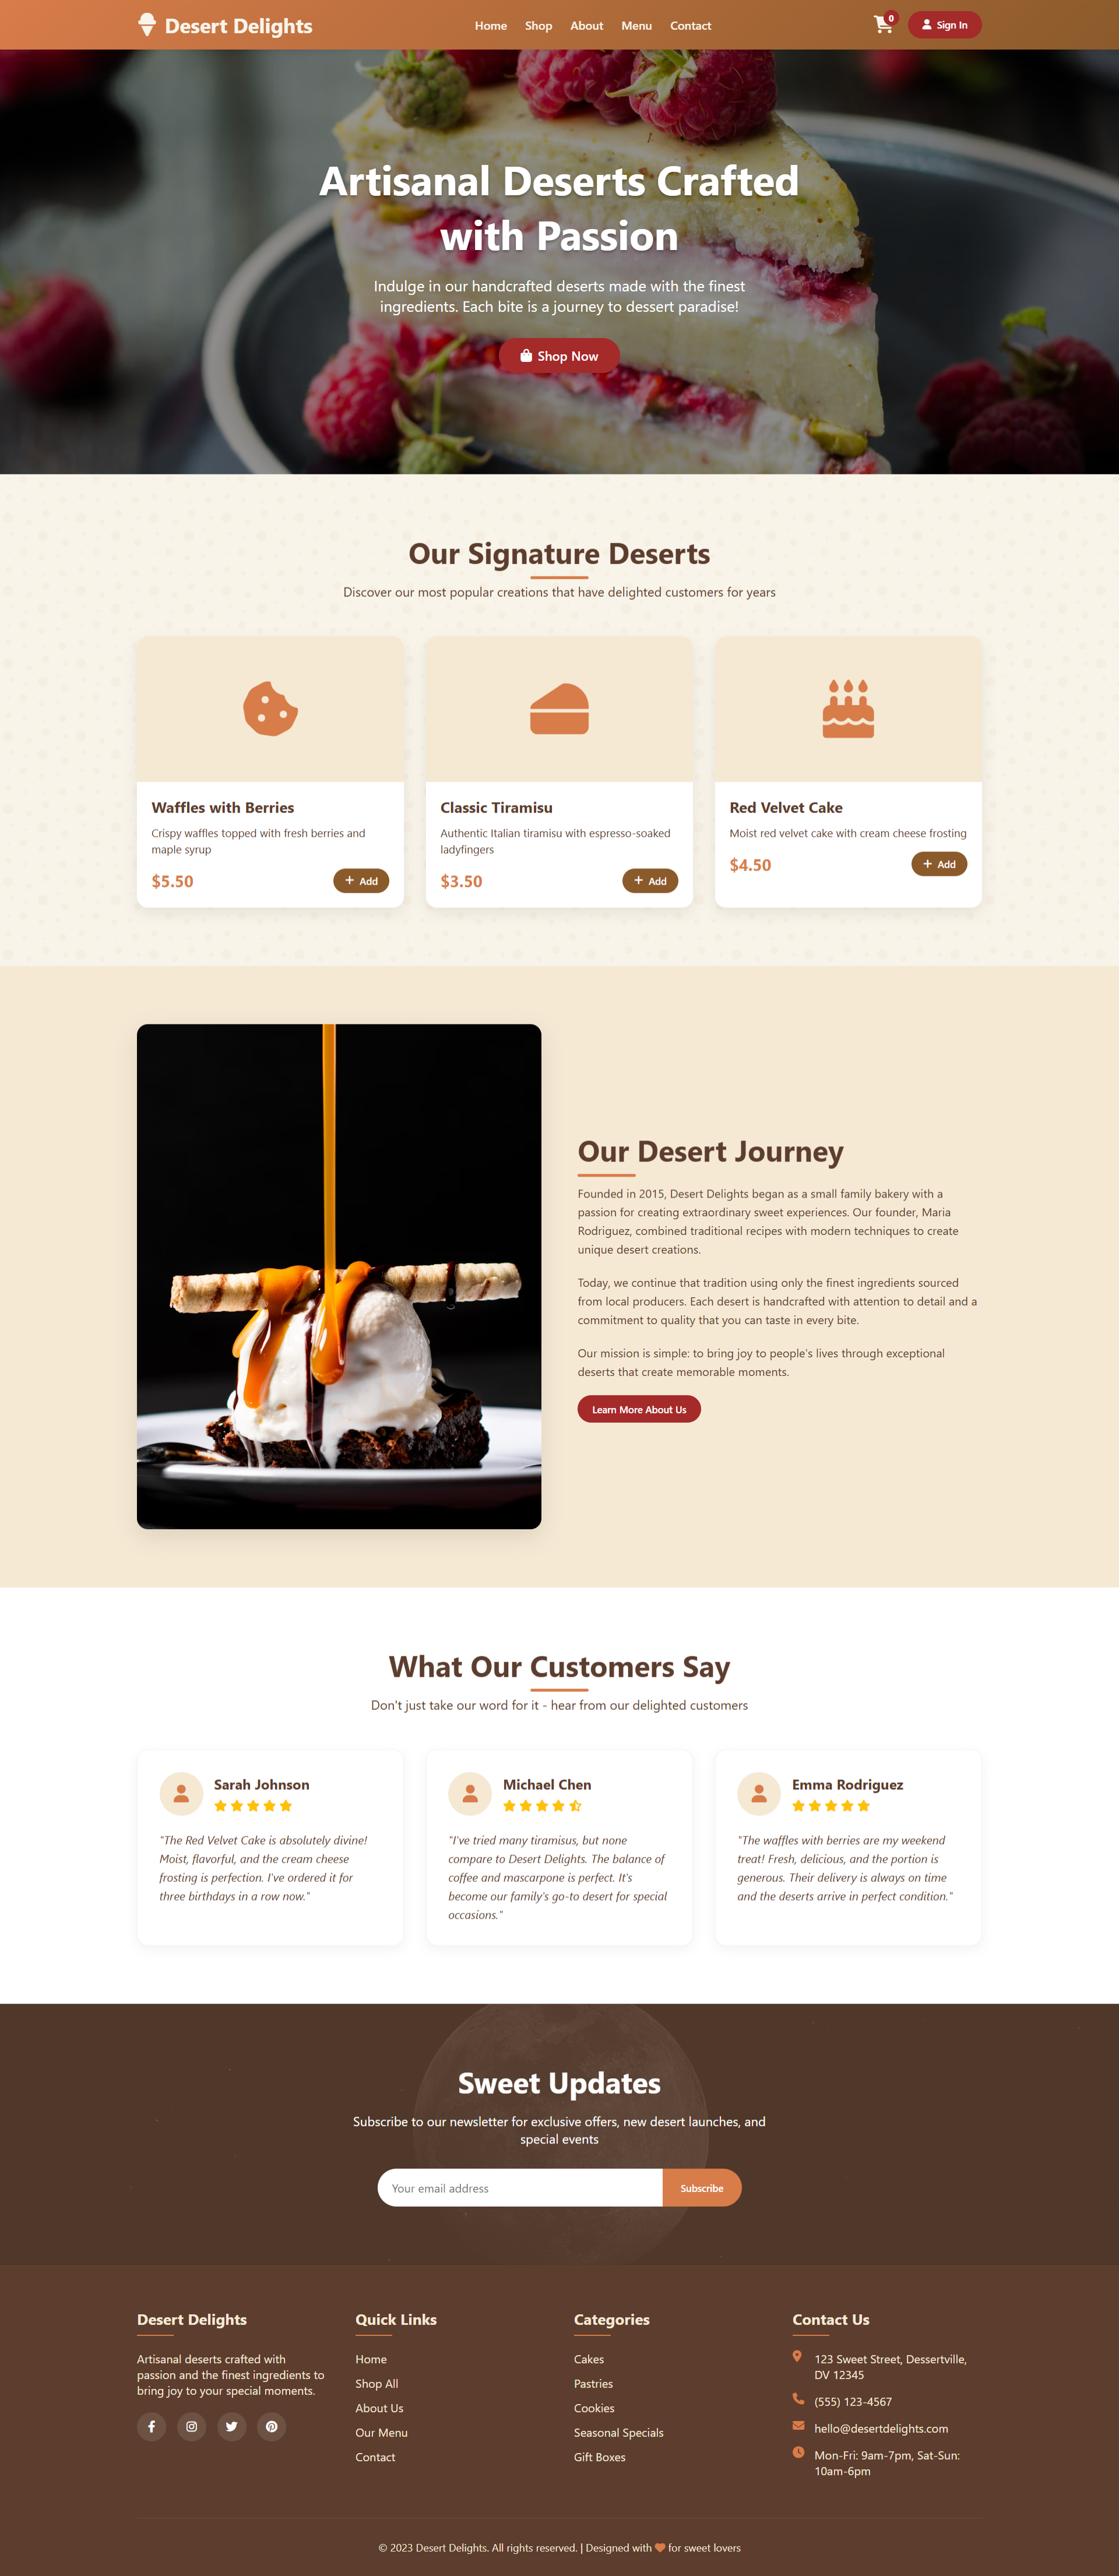 Desert Delights
Home Shop About Menu Contact
0
Sign In
Artisanal Deserts Crafted
with Passion
Indulge in our handcrafted deserts made with the finest
ingredients. Each bite is a journey to dessert paradise!
Shop Now
Our Signature Deserts
Discover our most popular creations that have delighted customers for years
Waffles with Berries
Crispy waffles topped with fresh berries and
maple syrup
$5.50
+ Add
Classic Tiramisu
Authentic Italian tiramisu with espresso-soaked
ladyfingers
$3.50
+ Add
Red Velvet Cake
Moist red velvet cake with cream cheese frosting
$4.50
+ Add
Our Desert Journey
Founded in 2015, Desert Delights began as a small family bakery with a
passion for creating extraordinary sweet experiences. Our founder, Maria
Rodriguez, combined traditional recipes with modern techniques to create
unique desert creations.
Today, we continue that tradition using only the finest ingredients sourced
from local producers. Each desert is handcrafted with attention to detail and a
commitment to quality that you can taste in every bite.
Our mission is simple: to bring joy to people's lives through exceptional
deserts that create memorable moments.
Learn More About Us
What Our Customers Say
Don't just take our word for it - hear from our delighted customers
Sarah Johnson
"The Red Velvet Cake is absolutely divine!
Moist, flavorful, and the cream cheese
frosting is perfection. I've ordered it for
three birthdays in a row now."
Michael Chen
"I've tried many tiramisus, but none
compare to Desert Delights. The balance of
coffee and mascarpone is perfect. It's
become our family's go-to desert for special
occasions."
Emma Rodriguez
"The waffles with berries are my weekend
treat! Fresh, delicious, and the portion is
generous. Their delivery is always on time
and the deserts arrive in perfect condition."
Sweet Updates
Subscribe to our newsletter for exclusive offers, new desert launches, and
special events
Your email address
Subscribe
Desert Delights
Artisanal deserts crafted with
passion and the finest ingredients to
bring joy to your special moments.
Quick Links
Home
Shop All
About Us
Our Menu
Contact
Categories
Cakes
Pastries
Cookies
Seasonal Specials
Gift Boxes
Contact Us
123 Sweet Street, Dessertville,
DV 12345
(555) 123-4567
hello@desertdelights.com
Mon-Fri: 9am-7pm, Sat-Sun:
10am-6pm
© 2023 Desert Delights. All rights reserved. | Designed with for sweet lovers